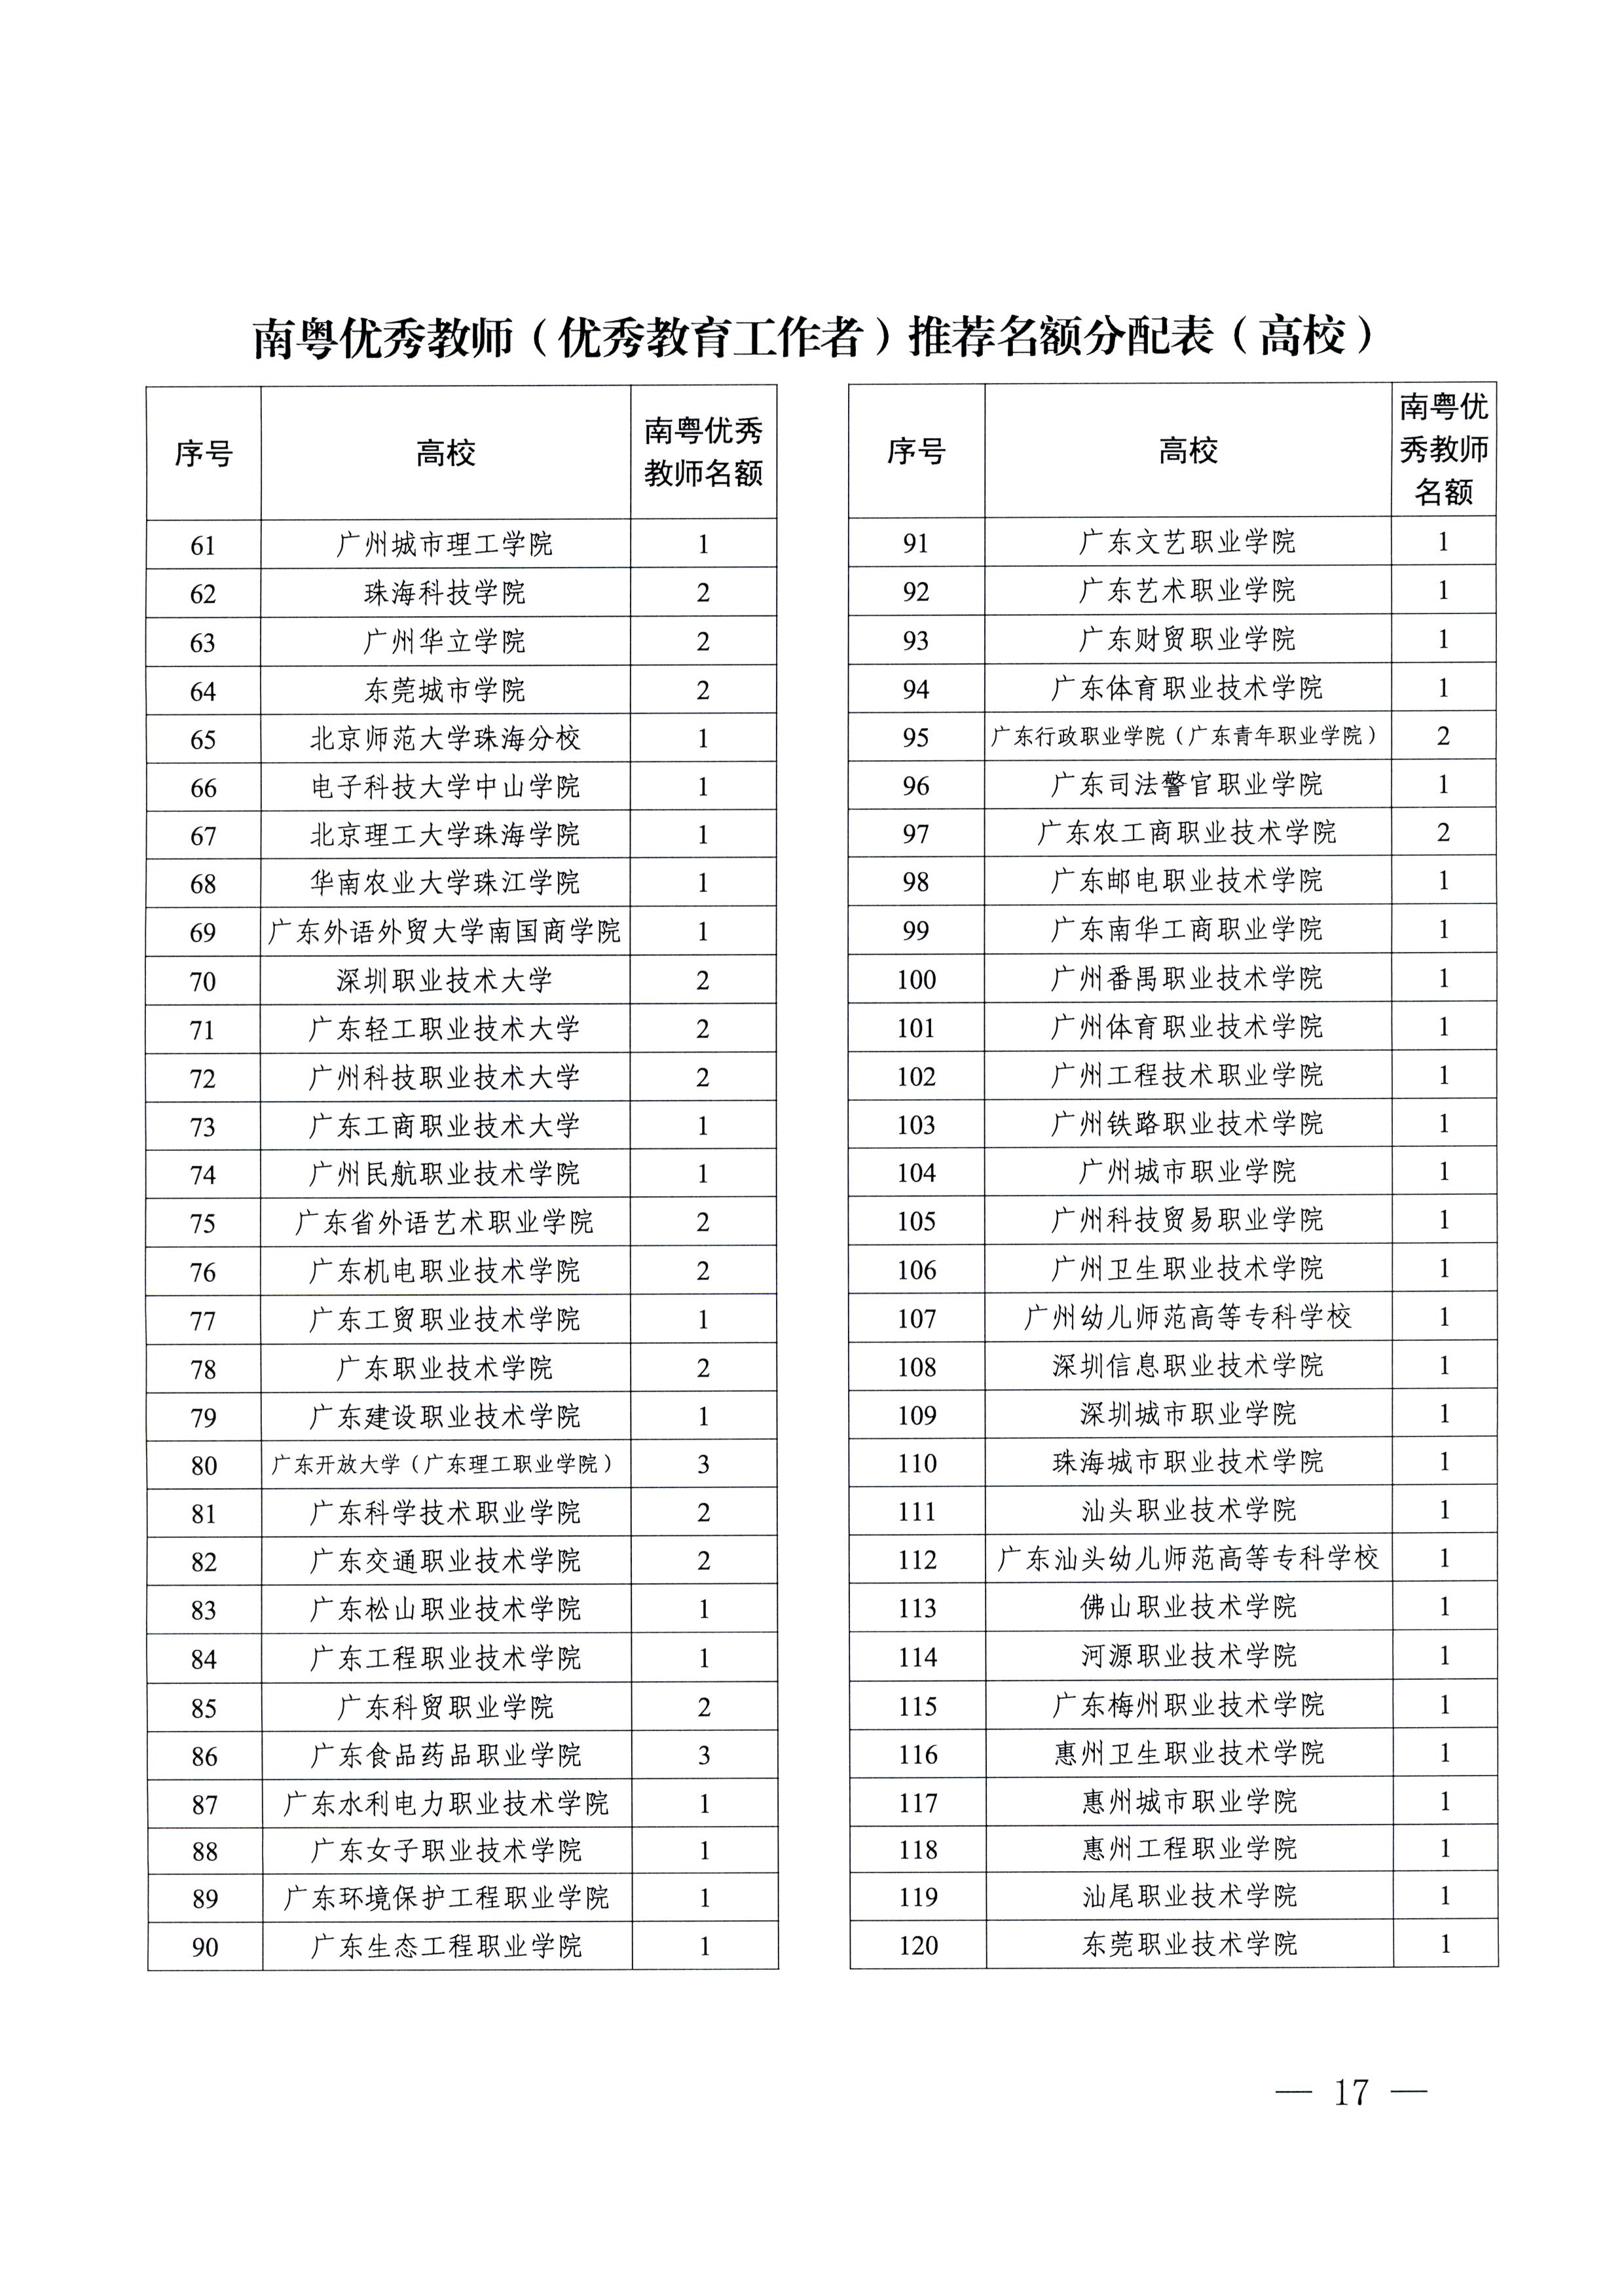 南粤优秀教师（优秀教育工作者）推荐名额分配表（高校）
序号 高校 南粤优秀教师名额
61 广州城市理工学院 1
62 珠海科技学院 2
63 广州华立学院 2
64 东莞城市学院 2
65 北京师范大学珠海分校 1
66 电子科技大学中山学院 1
67 北京理工大学珠海学院 1
68 华南农业大学珠江学院 1
69 广东外语外贸大学南国商学院 1
70 深圳职业技术大学 2
71 广东轻工职业技术大学 2
72 广州科技职业技术大学 2
73 广东工商职业技术大学 1
74 广州民航职业技术学院 1
75 广东省外语艺术职业学院 2
76 广东机电职业技术学院 2
77 广东工贸职业技术学院 1
78 广东职业技术学院 2
79 广东建设职业技术学院 1
80 广东开放大学（广东理工职业学院） 3
81 广东科学技术职业学院 2
82 广东交通职业技术学院 2
83 广东松山职业技术学院 1
84 广东工程职业技术学院 1
85 广东科贸职业学院 2
86 广东食品药品职业学院 3
87 广东水利电力职业技术学院 1
88 广东女子职业技术学院 1
89 广东环境保护工程职业学院 1
90 广东生态工程职业学院 1
序号 高校 南粤优秀教师名额
91 广东文艺职业学院 1
92 广东艺术职业学院 1
93 广东财贸职业学院 1
94 广东体育职业技术学院 1
95 广东行政职业学院（广东青年职业学院） 2
96 广东司法警官职业学院 1
97 广东农工商职业技术学院 2
98 广东邮电职业技术学院 1
99 广东南华工商职业学院 1
100 广州番禺职业技术学院 1
101 广州体育职业技术学院 1
102 广州工程技术职业学院 1
103 广州铁路职业技术学院 1
104 广州城市职业学院 1
105 广州科技贸易职业学院 1
106 广州卫生职业技术学院 1
107 广州幼儿师范高等专科学校 1
108 深圳信息职业技术学院 1
109 深圳城市职业学院 1
110 珠海城市职业技术学院 1
111 汕头职业技术学院 1
112 广东汕头幼儿师范高等专科学校 1
113 佛山职业技术学院 1
114 河源职业技术学院 1
115 广东梅州职业技术学院 1
116 惠州卫生职业技术学院 1
117 惠州城市职业学院 1
118 惠州工程职业学院 1
119 汕尾职业技术学院 1
120 东莞职业技术学院 1
— 17 —